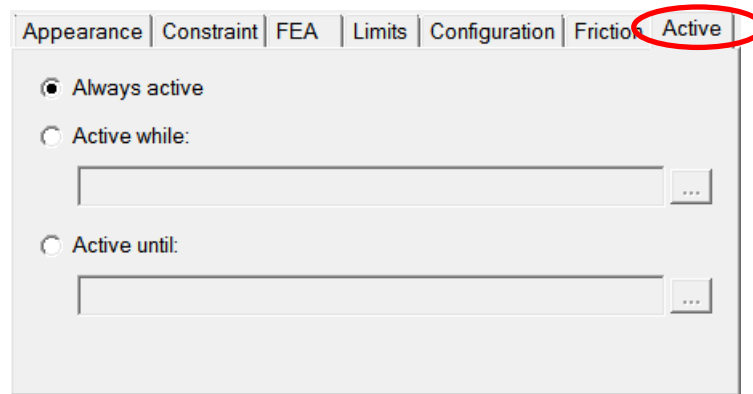 Appearance Constraint FEA Limits Configuration Friction Active
Always active
Active while:
...
Active until:
...